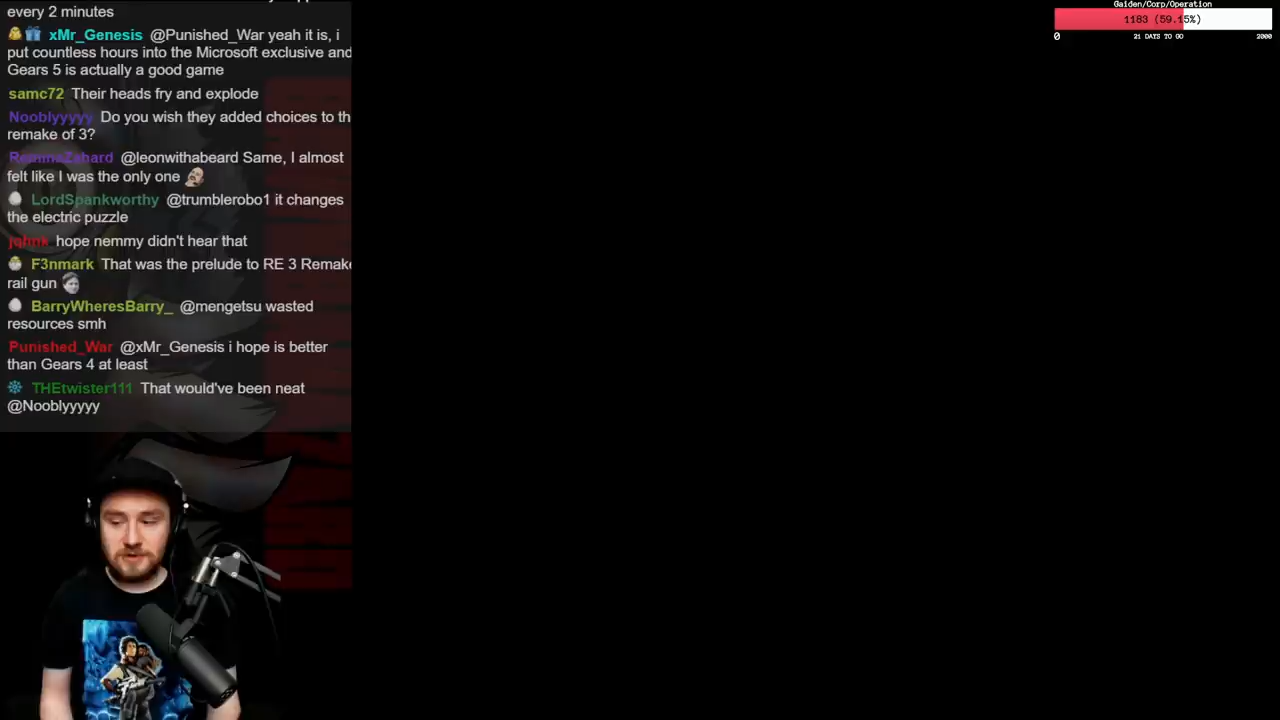 every 2 minutes
xMr_Genesis @Punished_War yeah it is, i
put countless hours into the Microsoft exclusive and
Gears 5 is actually a good game
samc72 Their heads fry and explode
Nooblyyyyy Do you wish they added choices to th
remake of 3?
@leonwithabeard Same, I almost
felt like I was the only one
LordSpankworthy @trumblerobo1 it changes
the electric puzzle
jqhnk hope nemmy didn't hear that
F3nmark That was the prelude to RE 3 Remake
rail gun
BarryWheresBarry_ @mengetsu wasted
resources smh
Punished_War @xMr_Genesis i hope is better
than Gears 4 at least
THEtwister111 That would've been neat
@Nooblyyyyy
Gaiden/Corp/Operation
1183 (59.15%)
0 21 DAYS TO GO 2000